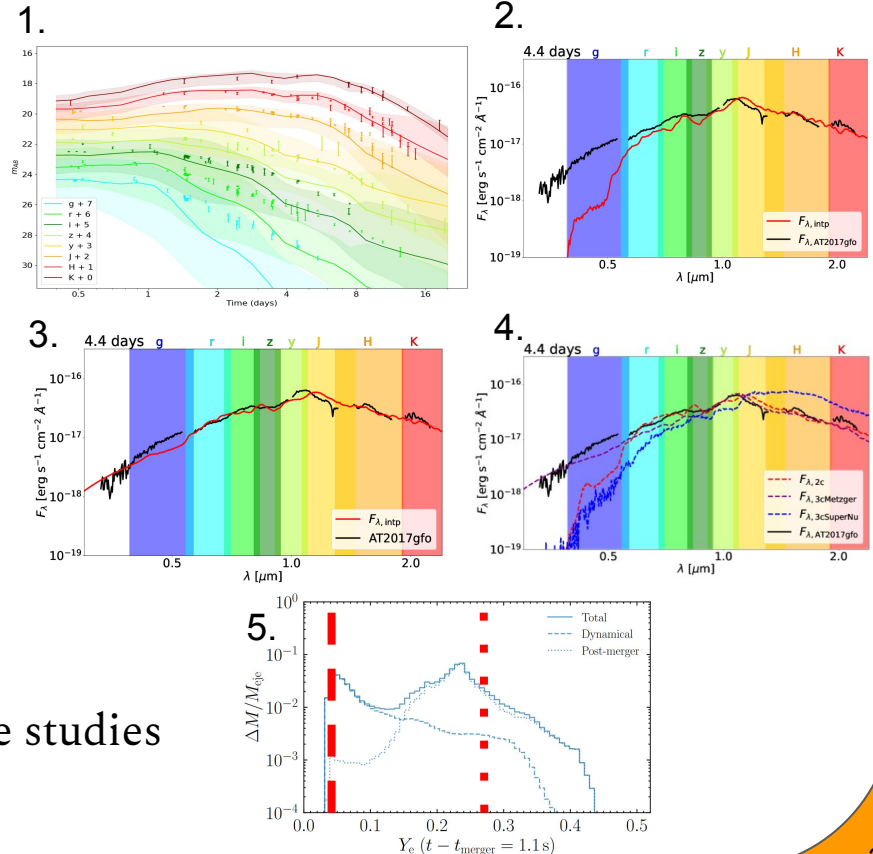 1.
16
18
20
22
24
26
28
30
m_AB
g + 7
r + 6
i + 5
z + 4
y + 3
J + 2
H + 1
K + 0
0.5 1 2 4 8 16
Time (days)
2.
4.4 days g r i z y J H K
10⁻¹⁶
10⁻¹⁷
10⁻¹⁸
10⁻¹⁹
F_λ [erg s⁻¹ cm⁻² Å⁻¹]
F_λ,intp
F_λ,AT2017gfo
0.5 1.0 2.0
λ [μm]
3.
4.4 days g r i z y J H K
10⁻¹⁶
10⁻¹⁷
10⁻¹⁸
10⁻¹⁹
F_λ [erg s⁻¹ cm⁻² Å⁻¹]
F_λ,intp
AT2017gfo
0.5 1.0 2.0
λ [μm]
4.
4.4 days g r i z y J H K
10⁻¹⁶
10⁻¹⁷
10⁻¹⁸
10⁻¹⁹
F_λ [erg s⁻¹ cm⁻² Å⁻¹]
F_λ,2c
F_λ,3cMetzger
F_λ,3cSuperNu
F_λ,AT2017gfo
0.5 1.0 2.0
λ [μm]
5.
10⁰
10⁻¹
10⁻²
10⁻³
10⁻⁴
ΔM/M_eje
Total
Dynamical
Post-merger
0.0 0.1 0.2 0.3 0.4 0.5
Y_e (t − t_merger = 1.1 s)
e studies